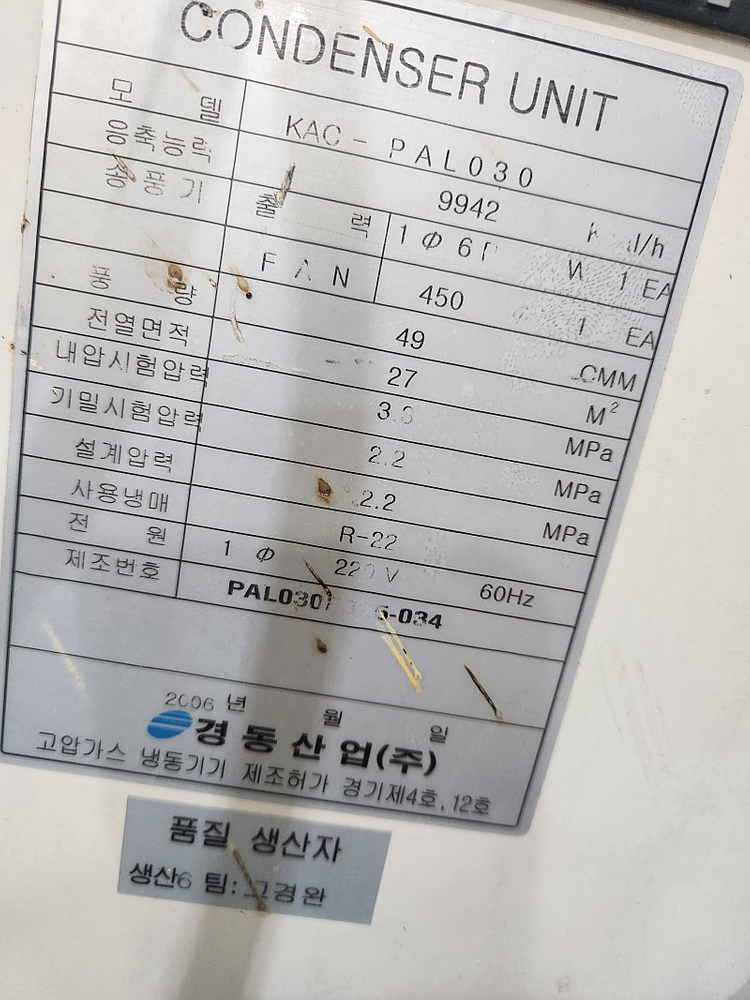 CONDENSER UNIT
모 델 KAC - PAL030
응축능력 9942
송풍기 출 력 1 Φ W 1 EA
FAN 450 1 EA
풍 량 49 CMM
전열면적 27 M²
내압시험압력 3.3 MPa
키밀시험압력 2.2 MPa
설계압력 2.2 MPa
사용냉매 R-22
전 원 1 Φ 220 V 60Hz
제조번호
2006 년 월 일
경동산업(주)
고압가스 냉동기기 제조허가 경기제4호, 12호
품질 생산자
생산6 팀: 고경완